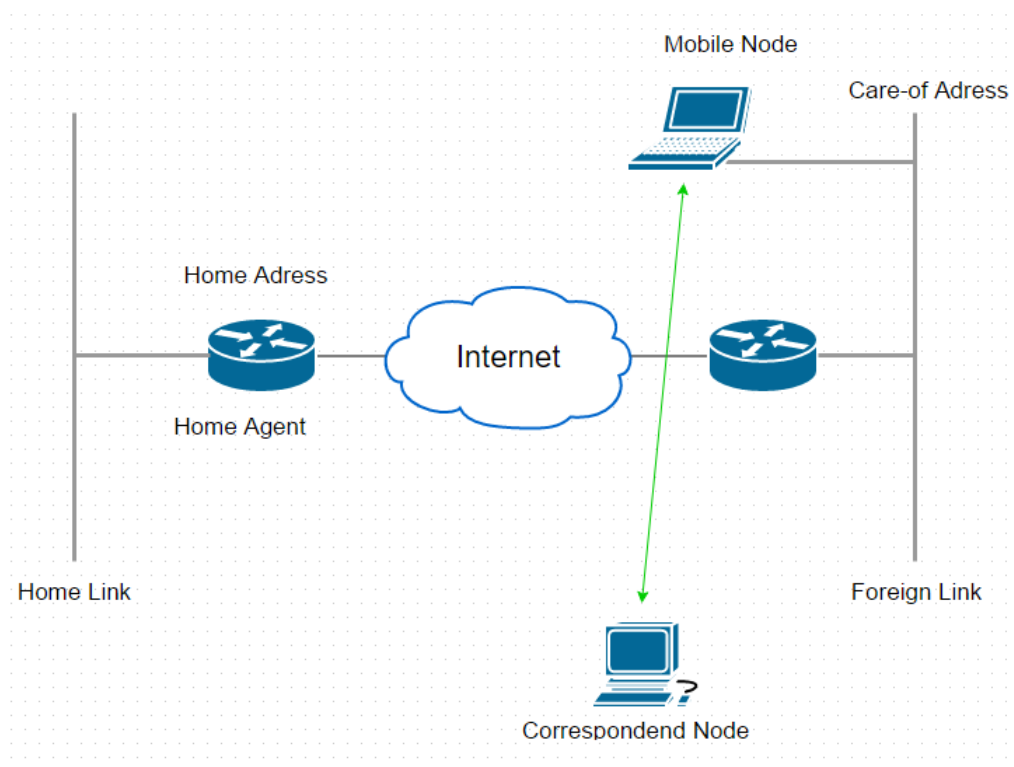 Mobile Node
Care-of Adress
Home Adress
Internet
Home Agent
Home Link
Foreign Link
Correspondend Node